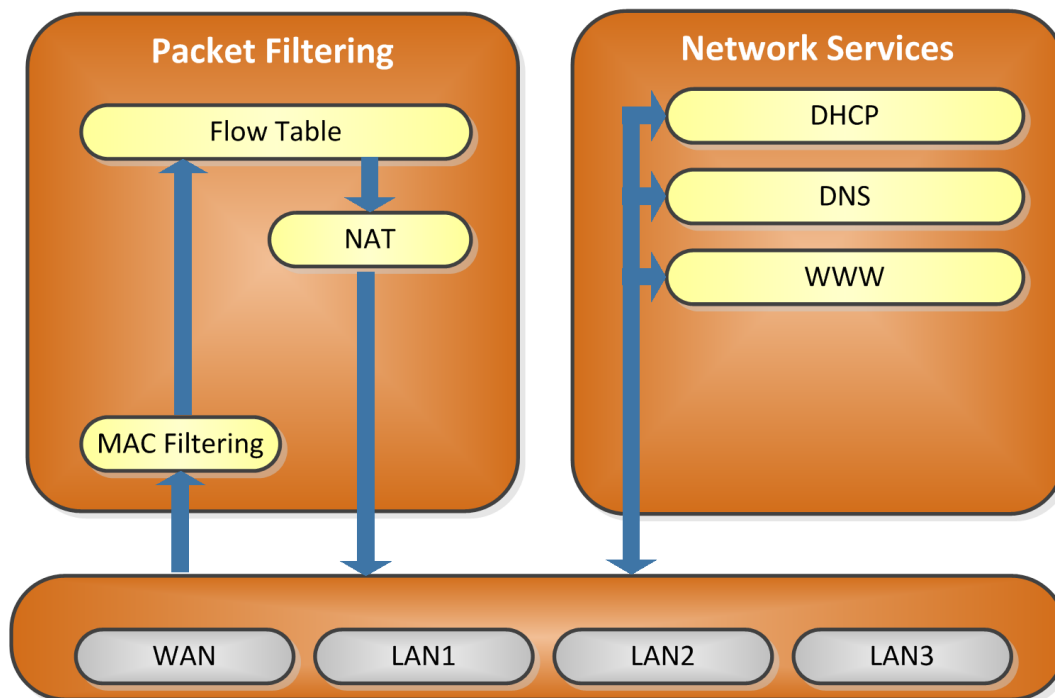 Packet Filtering
Flow Table
NAT
MAC Filtering
Network Services
DHCP
DNS
WWW
WAN
LAN1
LAN2
LAN3